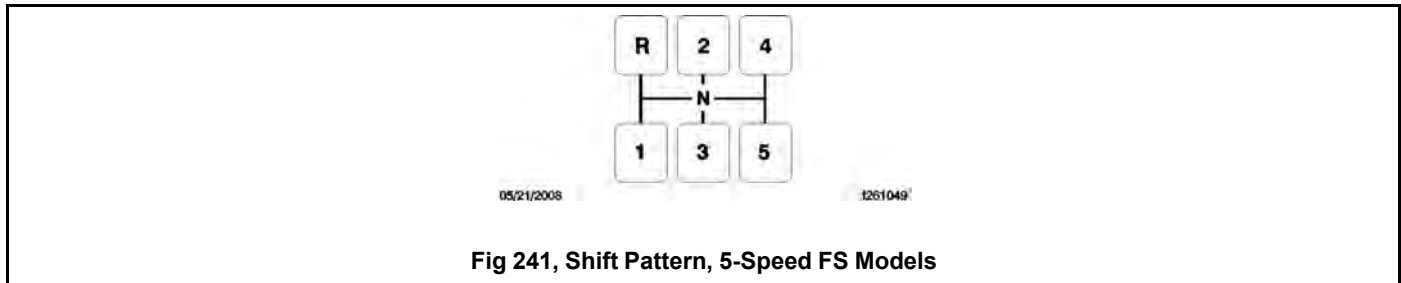 R 2 4
N
1 3 5
05/21/2008 f261049
Fig 241, Shift Pattern, 5-Speed FS Models